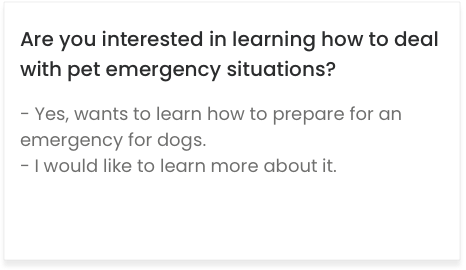 Are you interested in learning how to deal
with pet emergency situations?
- Yes, wants to learn how to prepare for an
emergency for dogs.
- I would like to learn more about it.